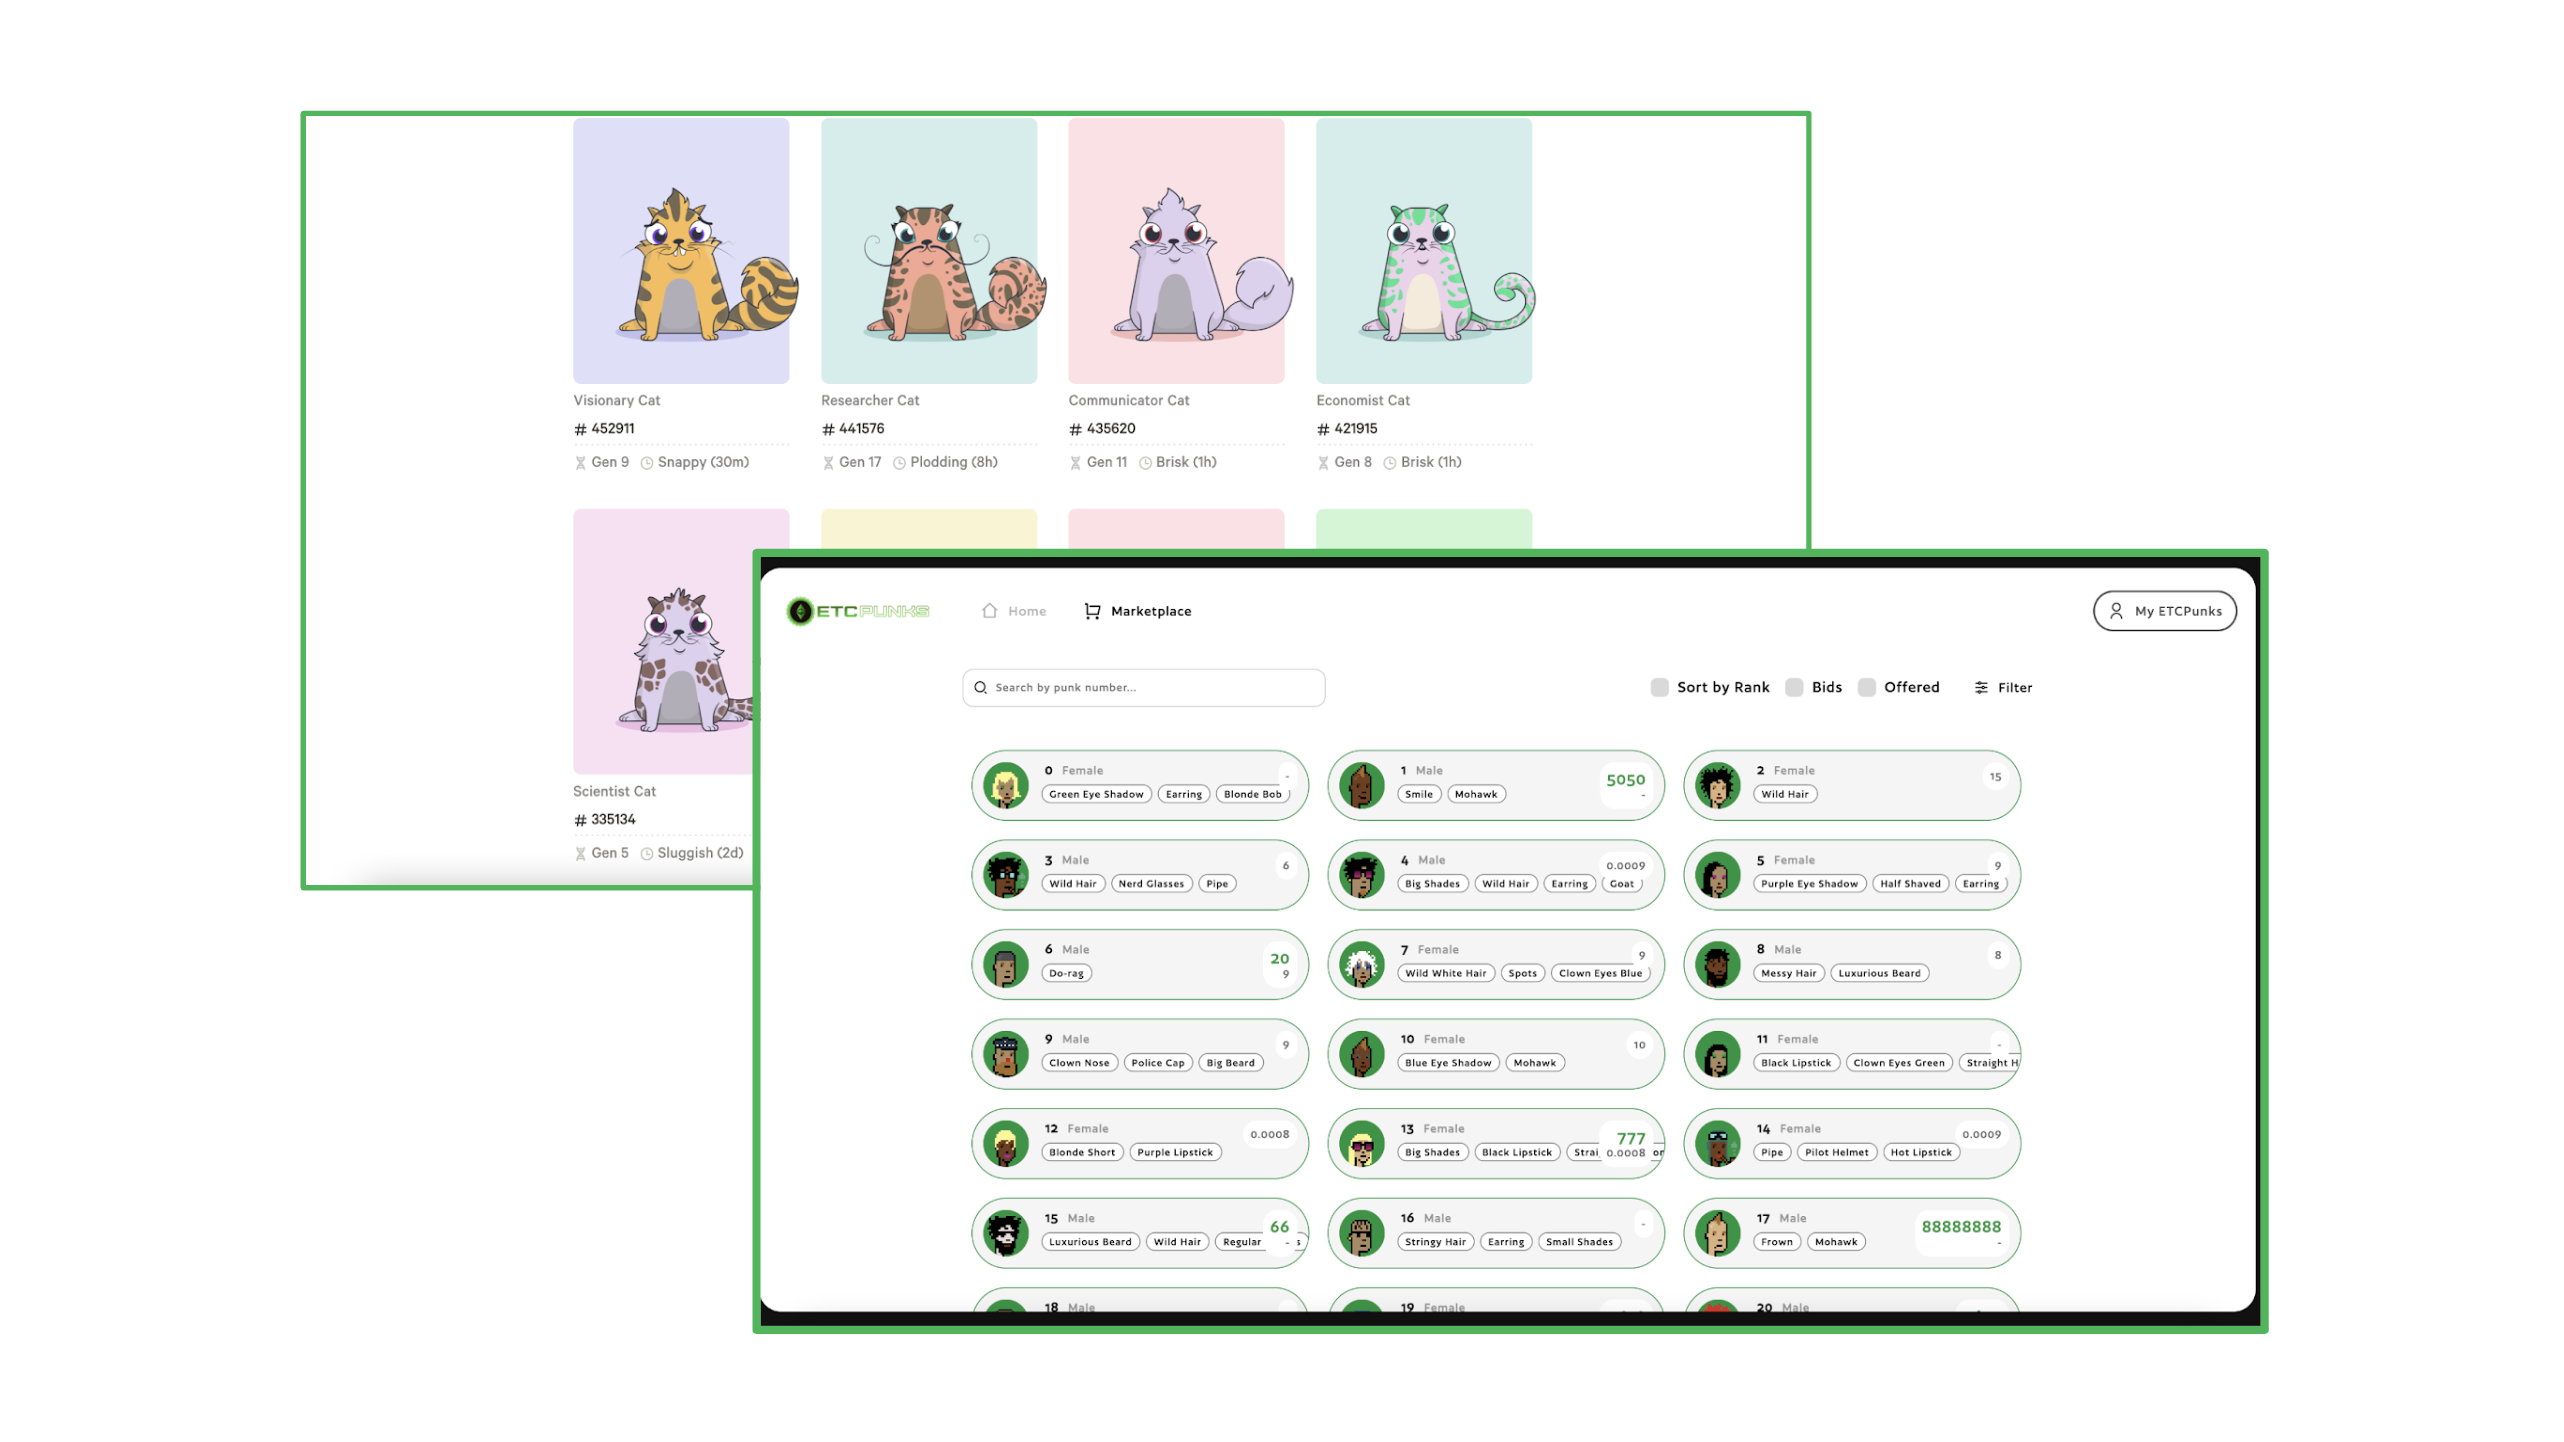 Visionary Cat
# 452911
Gen 9 Snappy (30m)
Researcher Cat
# 441576
Gen 17 Plodding (8h)
Communicator Cat
# 435620
Gen 11 Brisk (1h)
Economist Cat
# 421915
Gen 8 Brisk (1h)
Scientist Cat
# 335134
Gen 5 Sluggish (2d)
ETCPUNKS Home Marketplace My ETCPunks
Search by punk number...
Sort by Rank Bids Offered Filter
0 Female -
Green Eye Shadow Earring Blonde Bob
1 Male 5050
Smile Mohawk -
2 Female 15
Wild Hair
3 Male 6
Wild Hair Nerd Glasses Pipe
4 Male 0.0009
Big Shades Wild Hair Earring Goat
5 Female 9
Purple Eye Shadow Half Shaved Earring
6 Male 20
Do-rag 9
7 Female 9
Wild White Hair Spots Clown Eyes Blue
8 Male 8
Messy Hair Luxurious Beard
9 Male 9
Clown Nose Police Cap Big Beard
10 Female 10
Blue Eye Shadow Mohawk
11 Female -
Black Lipstick Clown Eyes Green Straight H
12 Female 0.0008
Blonde Short Purple Lipstick
13 Female 777
Big Shades Black Lipstick Strai 0.0008 or
14 Female 0.0009
Pipe Pilot Helmet Hot Lipstick
15 Male 66
Luxurious Beard Wild Hair Regular - s
16 Male -
Stringy Hair Earring Small Shades
17 Male 88888888
Frown Mohawk -
18 Male
19 Female
20 Male